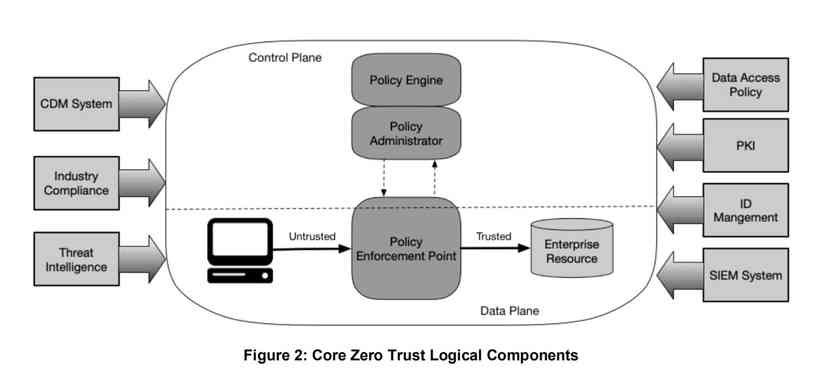 Control Plane
Policy Engine
Policy
Administrator
CDM System
Industry
Compliance
Threat
Intelligence
Data Access
Policy
PKI
ID
Mangement
SIEM System
Untrusted
Policy
Enforcement Point
Trusted
Enterprise
Resource
Data Plane
Figure 2: Core Zero Trust Logical Components